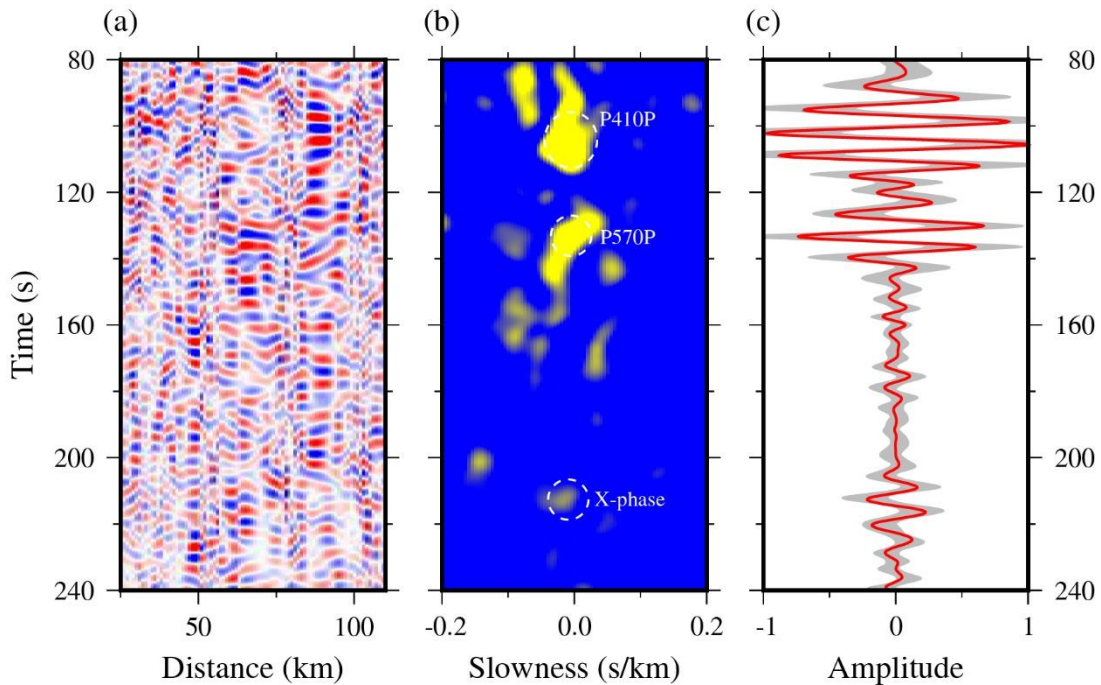 (a)
(b)
(c)
80
120
160
200
240
Time (s)
50
100
Distance (km)
P410P
P570P
X-phase
-0.2
0.0
0.2
Slowness (s/km)
80
120
160
200
240
-1
0
1
Amplitude